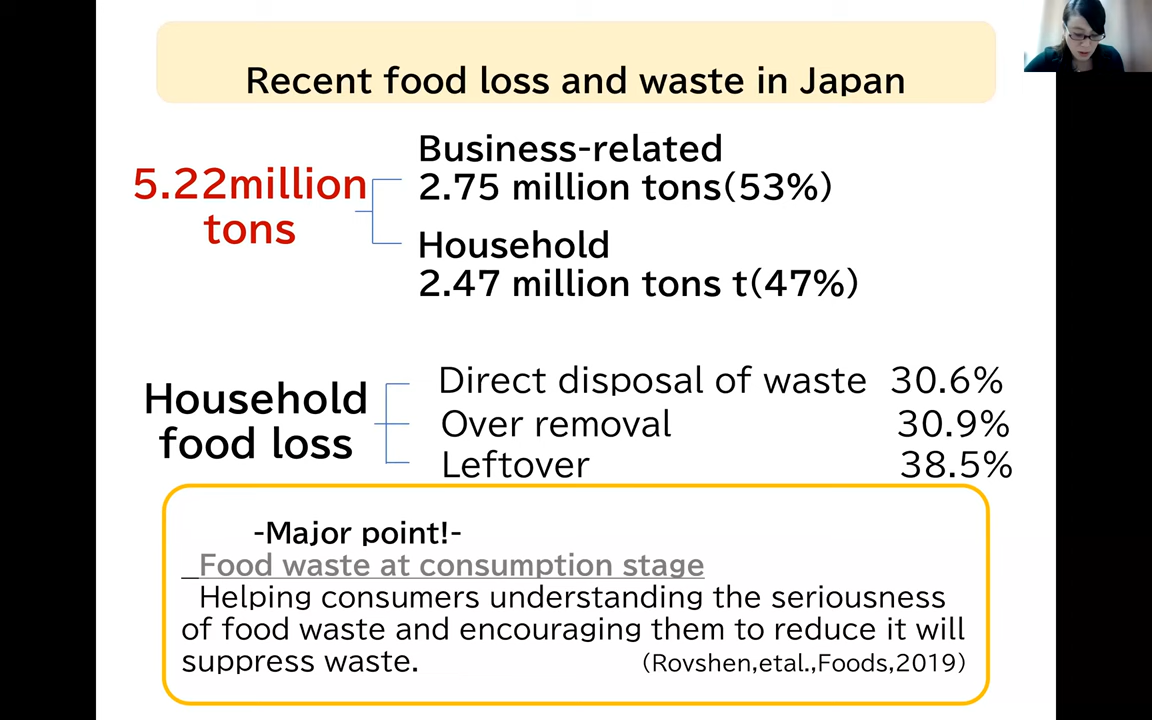 Recent food loss and waste in Japan
5.22million
tons
Business-related
2.75 million tons(53%)
Household
2.47 million tons t(47%)
Household
food loss
Direct disposal of waste 30.6%
Over removal 30.9%
Leftover 38.5%
-Major point!-
Food waste at consumption stage
Helping consumers understanding the seriousness
of food waste and encouraging them to reduce it will
suppress waste. (Rovshen,etal.,Foods,2019)